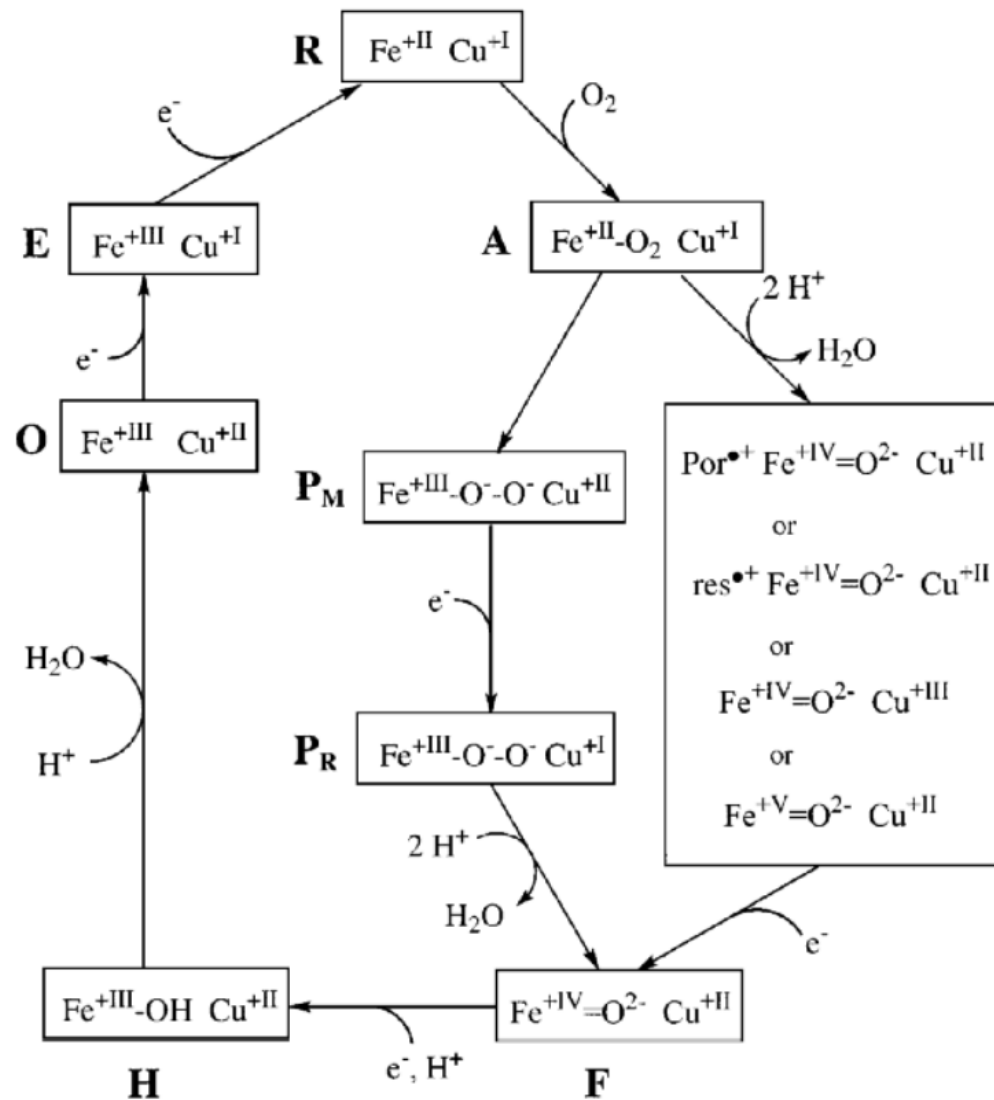 R
Fe⁺ᴵᴵ Cu⁺ᴵ
e⁻
O₂
E
Fe⁺ᴵᴵᴵ Cu⁺ᴵ
A
Fe⁺ᴵᴵ-O₂ Cu⁺ᴵ
2 H⁺
H₂O
e⁻
O
Fe⁺ᴵᴵᴵ Cu⁺ᴵᴵ
P_M
Fe⁺ᴵᴵᴵ-O⁻-O⁻ Cu⁺ᴵᴵ
Por•⁺ Fe⁺ᴵⱽ=O²⁻ Cu⁺ᴵᴵ
or
res•⁺ Fe⁺ᴵⱽ=O²⁻ Cu⁺ᴵᴵ
or
Fe⁺ᴵⱽ=O²⁻ Cu⁺ᴵᴵᴵ
or
Fe⁺ⱽ=O²⁻ Cu⁺ᴵᴵ
e⁻
H₂O
H⁺
P_R
Fe⁺ᴵᴵᴵ-O⁻-O⁻ Cu⁺ᴵ
2 H⁺
H₂O
e⁻
Fe⁺ᴵᴵᴵ-OH Cu⁺ᴵᴵ
H
e⁻, H⁺
Fe⁺ᴵⱽ=O²⁻ Cu⁺ᴵᴵ
F